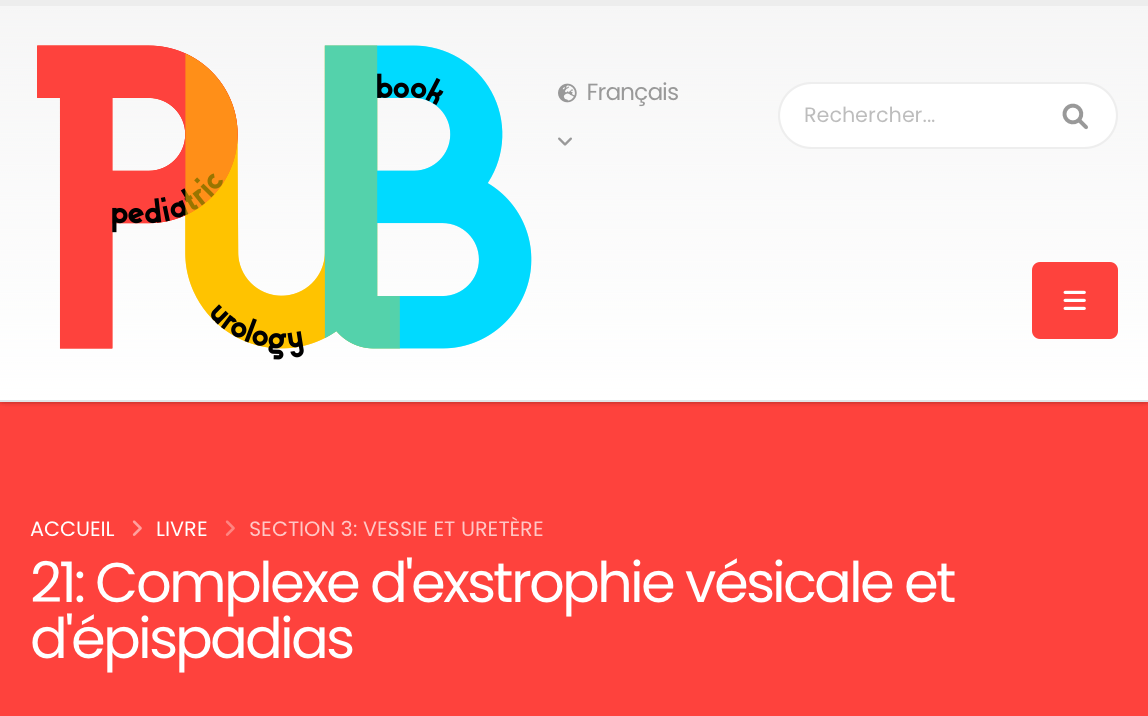 PUB
book
pediatric
urology
Français
Rechercher...
ACCUEIL > LIVRE > SECTION 3: VESSIE ET URETÈRE
21: Complexe d'exstrophie vésicale et
d'épispadias